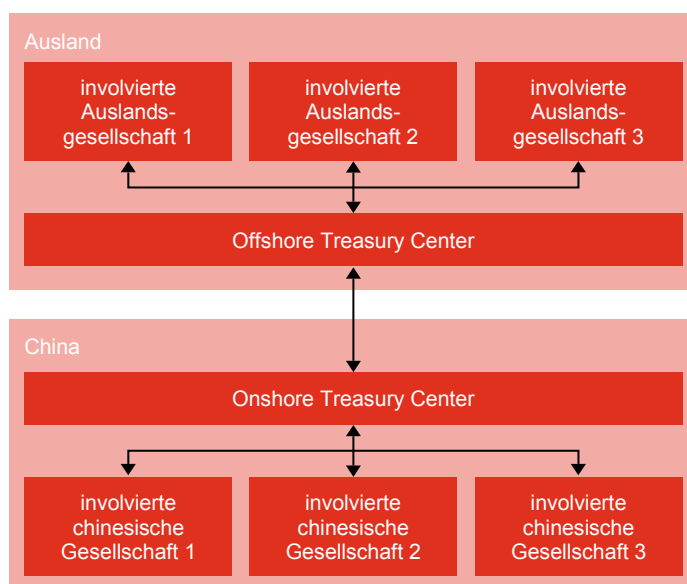 Ausland
involvierte
Auslands-
gesellschaft 1
involvierte
Auslands-
gesellschaft 2
involvierte
Auslands-
gesellschaft 3
Offshore Treasury Center
China
Onshore Treasury Center
involvierte
chinesische
Gesellschaft 1
involvierte
chinesische
Gesellschaft 2
involvierte
chinesische
Gesellschaft 3